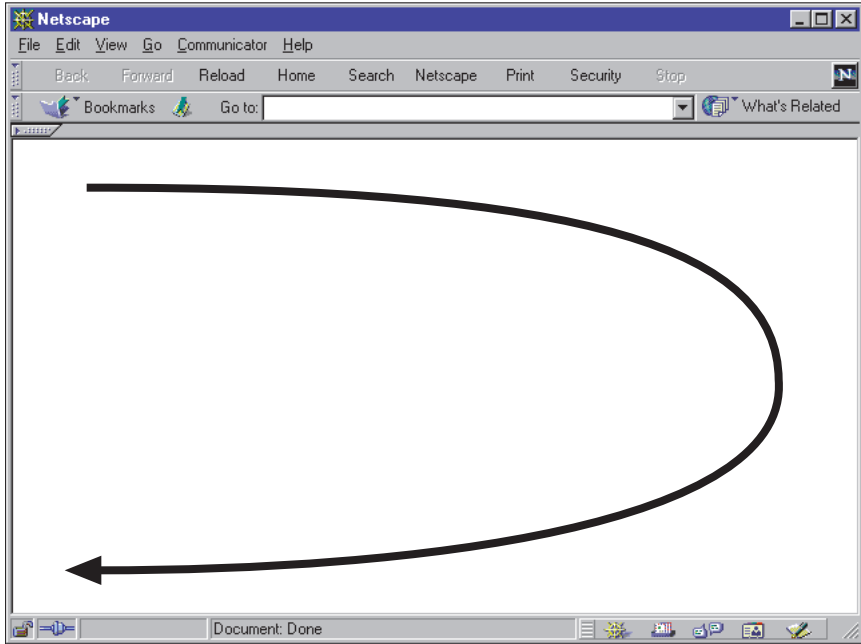 Netscape
File Edit View Go Communicator Help
Back Forward Reload Home Search Netscape Print Security Stop N
Bookmarks Go to: What's Related
Document: Done